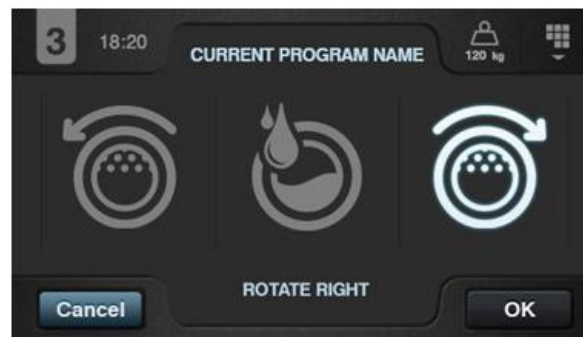 3
18:20
CURRENT PROGRAM NAME
120 kg
ROTATE RIGHT
Cancel
OK